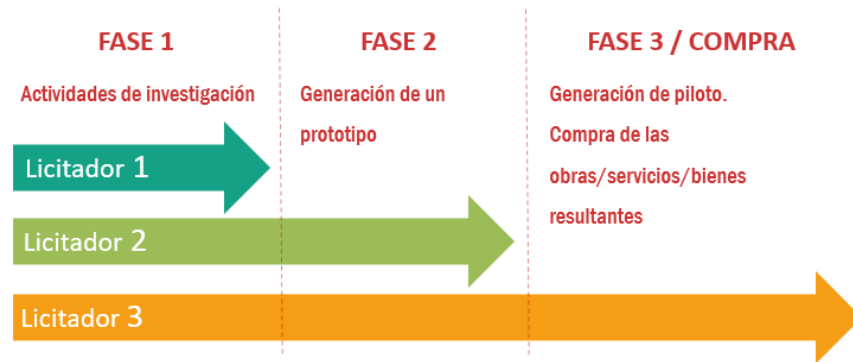 FASE 1
Actividades de investigación
FASE 2
Generación de un
prototipo
FASE 3 / COMPRA
Generación de piloto.
Compra de las
obras/servicios/bienes
resultantes
Licitador 1
Licitador 2
Licitador 3